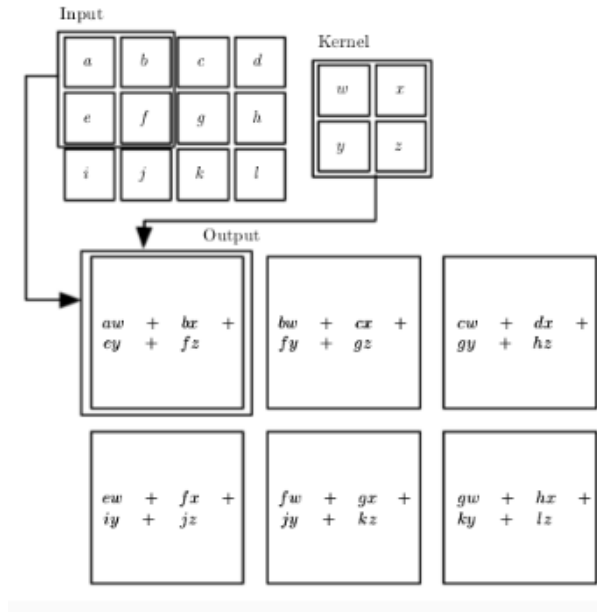 Input
Kernel
a b c d
w x
e f g h
y z
i j k l
Output
aw + bx +
ey + fz
bw + cx +
fy + gz
cw + dx +
gy + hz
ew + fx +
iy + jz
fw + gx +
jy + kz
gw + hx +
ky + lz